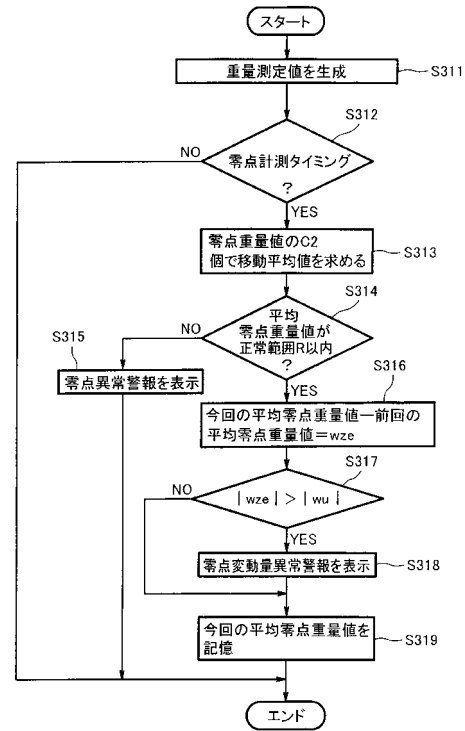 スタート
重量測定値を生成
S311
S312
NO
零点計測タイミング
?
YES
零点重量値のC2
個で移動平均値を求める
S313
S314
S315
NO
平均
零点重量値が
正常範囲R以内
?
零点異常警報を表示
YES
S316
今回の平均零点重量値ー前回の
平均零点重量値=wze
S317
NO
|wze|>|wu|
YES
零点変動量異常警報を表示
S318
今回の平均零点重量値を
記憶
S319
エンド